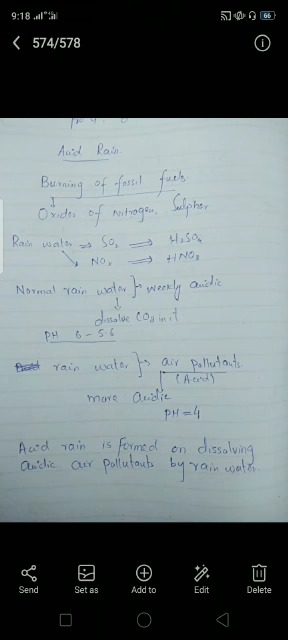 9:18
66
574/578
Acid Rain.
Burning of fossil fuels.
Oxides of nitrogen, Sulphor
Rain water ⇒ SO₂ ⟹ H₂SO₄
↘ NOₓ ⟹ HNO₃
Normal rain water }→ weekly acidic
↓
dissolve CO₂ in it
PH 6 - 5.6
rain water }→ air pollutants
(Acid)
more acidic
PH=4
Acid rain is formed on dissolving
acidic air pollutants by rain water.
Send Set as Add to Edit Delete